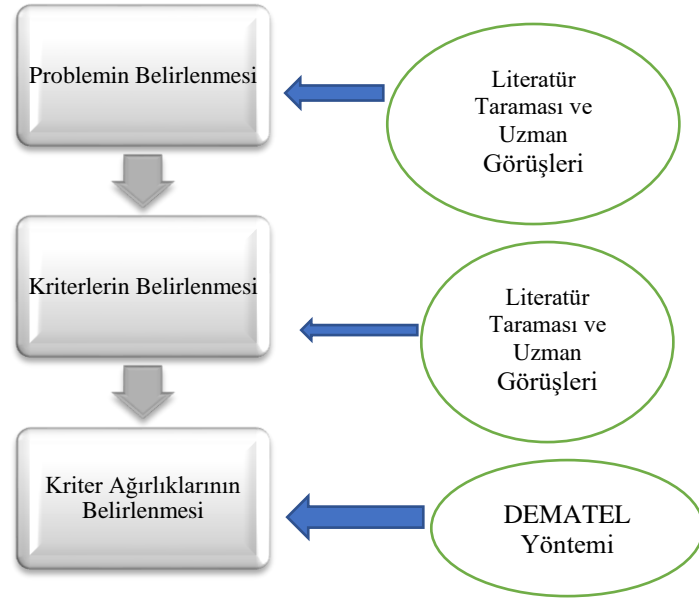 Problemin Belirlenmesi
Literatür
Taraması ve
Uzman
Görüşleri
Kriterlerin Belirlenmesi
Literatür
Taraması ve
Uzman
Görüşleri
Kriter Ağırlıklarının
Belirlenmesi
DEMATEL
Yöntemi